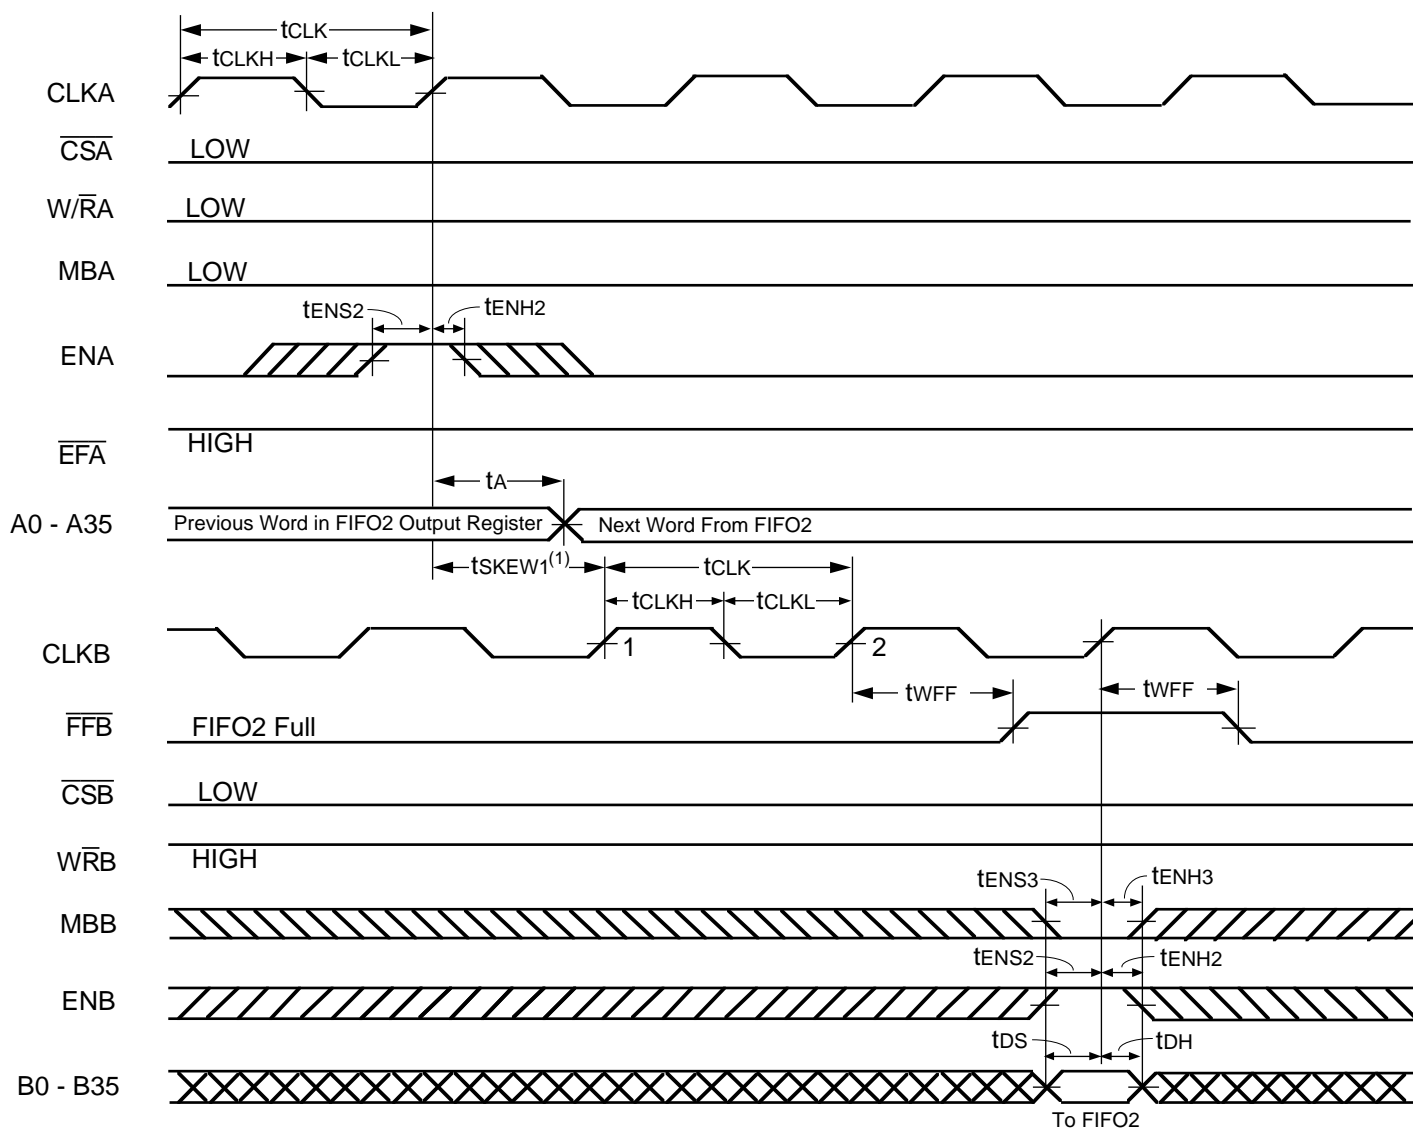 tCLK
tCLKH tCLKL
CLKA
CSA LOW
W/RA LOW
MBA LOW
tENS2 tENH2
ENA
EFA HIGH
tA
A0 - A35 Previous Word in FIFO2 Output Register Next Word From FIFO2
tSKEW1(1) tCLK
tCLKH tCLKL
CLKB 1 2
tWFF tWFF
FFB FIFO2 Full
CSB LOW
WRB HIGH
tENS3 tENH3
MBB
tENS2 tENH2
ENB
tDS tDH
B0 - B35
To FIFO2